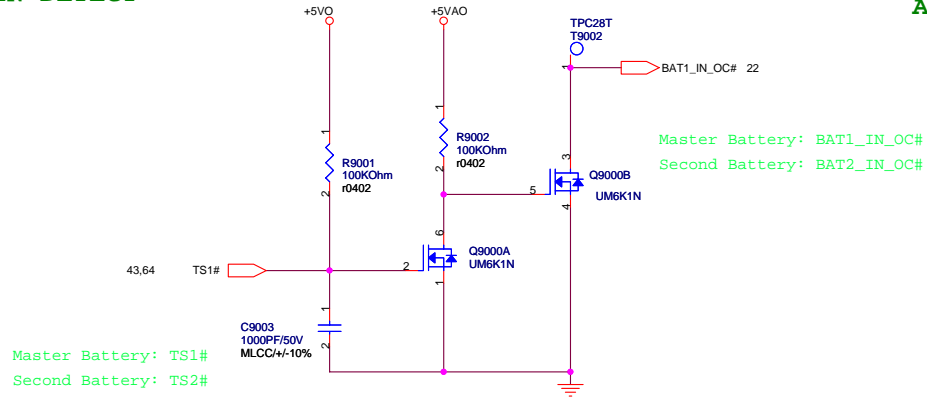 A
+5VO
+5VAO
TPC28T
T9002
1
BAT1_IN_OC# 22
1
1
R9001
100KOhm
r0402
2
R9002
100KOhm
r0402
2
Master Battery: BAT1_IN_OC#
Second Battery: BAT2_IN_OC#
3
5
Q9000B
UM6K1N
4
6
2
Q9000A
UM6K1N
1
43,64
TS1#
1
C9003
1000PF/50V
MLCC/+/-10%
2
Master Battery: TS1#
Second Battery: TS2#